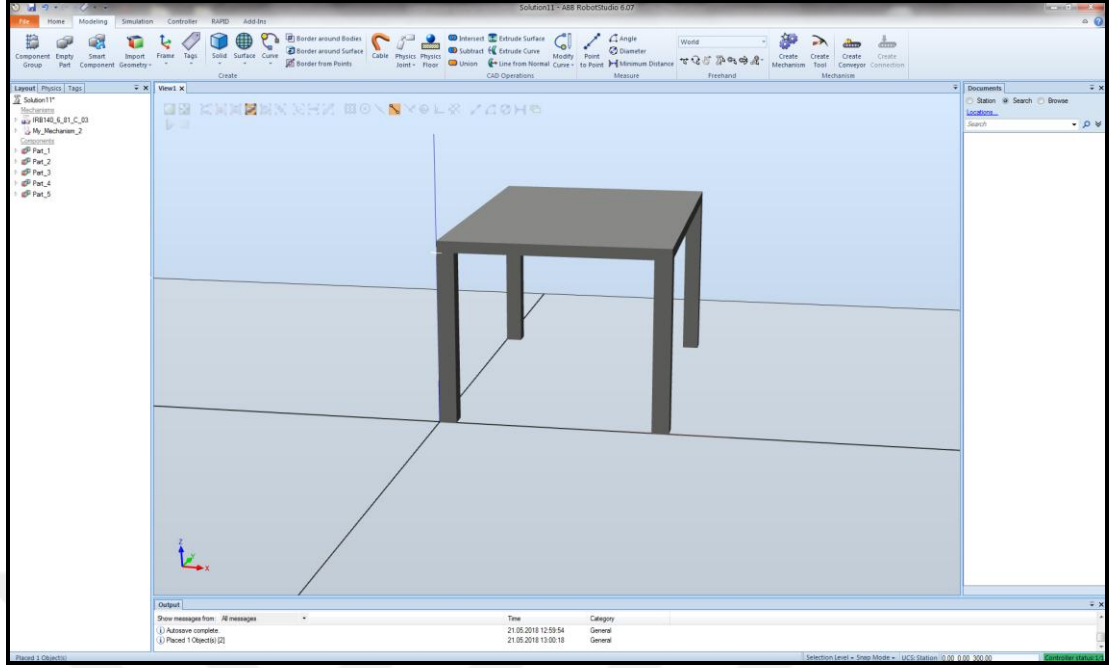 Solution11 - ABB RobotStudio 6.07
File Home Modeling Simulation Controller RAPID Add-Ins
Component Group
Empty Part
Smart Component
Import Geometry
Frame
Tags
Solid
Surface
Curve
Border around Bodies
Border around Surface
Border from Points
Create
Cable
Physics Joint
Physics Floor
Intersect
Subtract
Union
Extrude Surface
Extrude Curve
Line from Normal
Modify Curve
CAD Operations
Point to Point
Angle
Diameter
Minimum Distance
Measure
World
Freehand
Create Mechanism
Create Tool
Create Conveyor
Create Connection
Mechanism
Layout Physics Tags
Solution11*
Mechanisms
IRB140_6_81_C_03
My_Mechanism_2
Components
Part_1
Part_2
Part_3
Part_4
Part_5
View1
Z
Y
X
Documents
Station Search Browse
Locations...
Search
Output
Show messages from: All messages Time Category
Autosave complete. 21.05.2018 12:59:54 General
Placed 1 Object(s) [2] 21.05.2018 13:00:18 General
Placed 1 Object(s) Selection Level Snap Mode UCS: Station 0.00 0.00 300.00 Controller status: 1/1